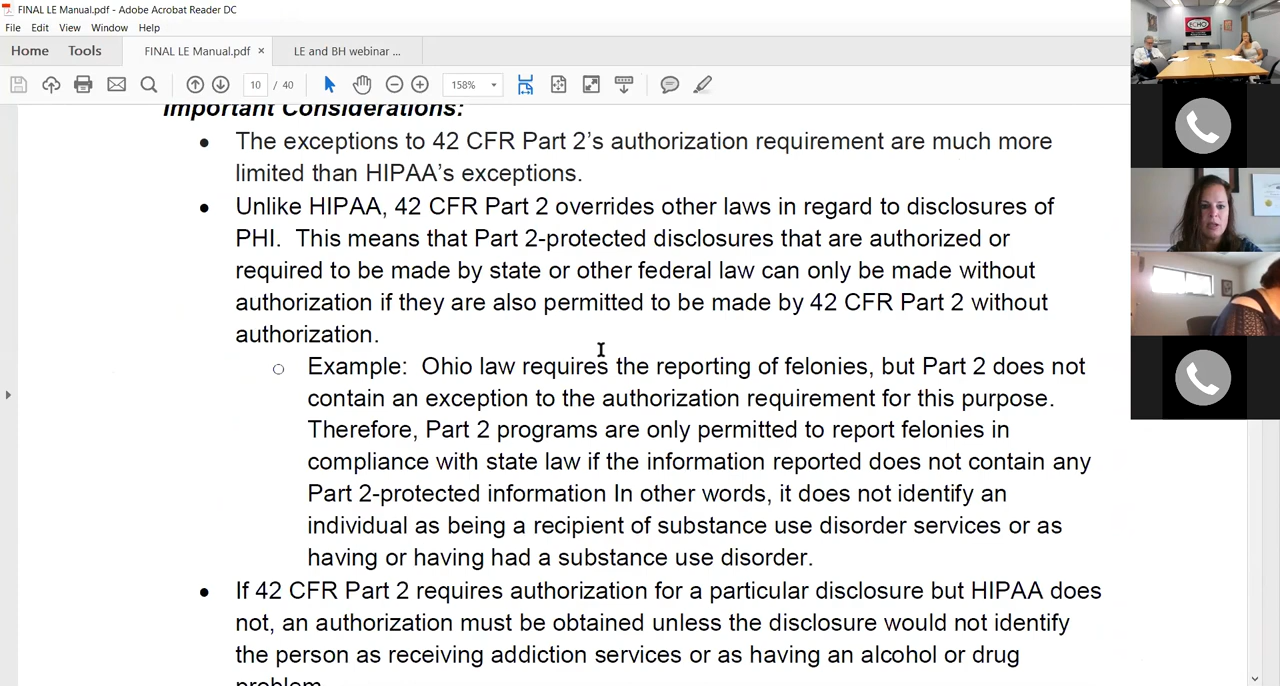 FINAL LE Manual.pdf - Adobe Acrobat Reader DC
File Edit View Window Help
Home Tools FINAL LE Manual.pdf × LE and BH webinar ...
10 / 40 158%
ECHO
Important Considerations:
• The exceptions to 42 CFR Part 2’s authorization requirement are much more
limited than HIPAA’s exceptions.
• Unlike HIPAA, 42 CFR Part 2 overrides other laws in regard to disclosures of
PHI. This means that Part 2-protected disclosures that are authorized or
required to be made by state or other federal law can only be made without
authorization if they are also permitted to be made by 42 CFR Part 2 without
authorization.
○ Example: Ohio law requires the reporting of felonies, but Part 2 does not
contain an exception to the authorization requirement for this purpose.
Therefore, Part 2 programs are only permitted to report felonies in
compliance with state law if the information reported does not contain any
Part 2-protected information In other words, it does not identify an
individual as being a recipient of substance use disorder services or as
having or having had a substance use disorder.
• If 42 CFR Part 2 requires authorization for a particular disclosure but HIPAA does
not, an authorization must be obtained unless the disclosure would not identify
the person as receiving addiction services or as having an alcohol or drug
problem